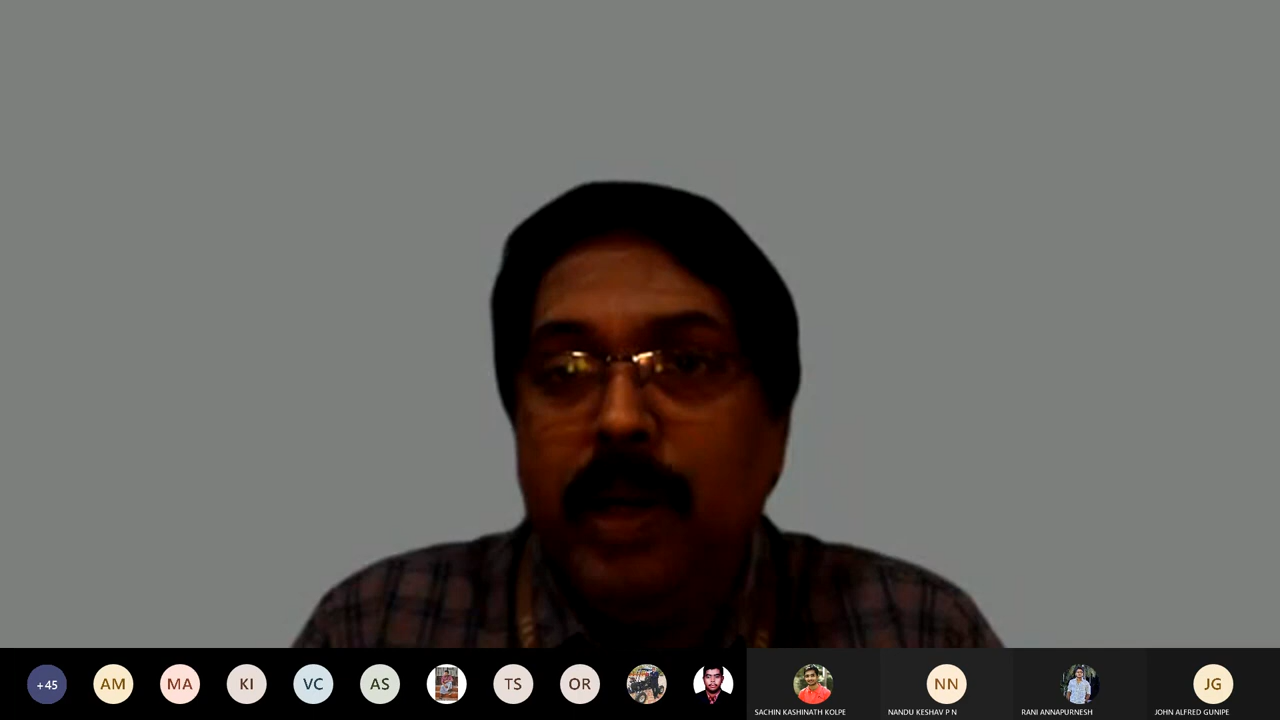 +45
AM
MA
KI
VC
AS
TS
OR
SACHIN KASHINATH KOLPE
NN
NANDU KESHAV P N
RANI ANNAPURNESH
JG
JOHN ALFRED GUNIPE